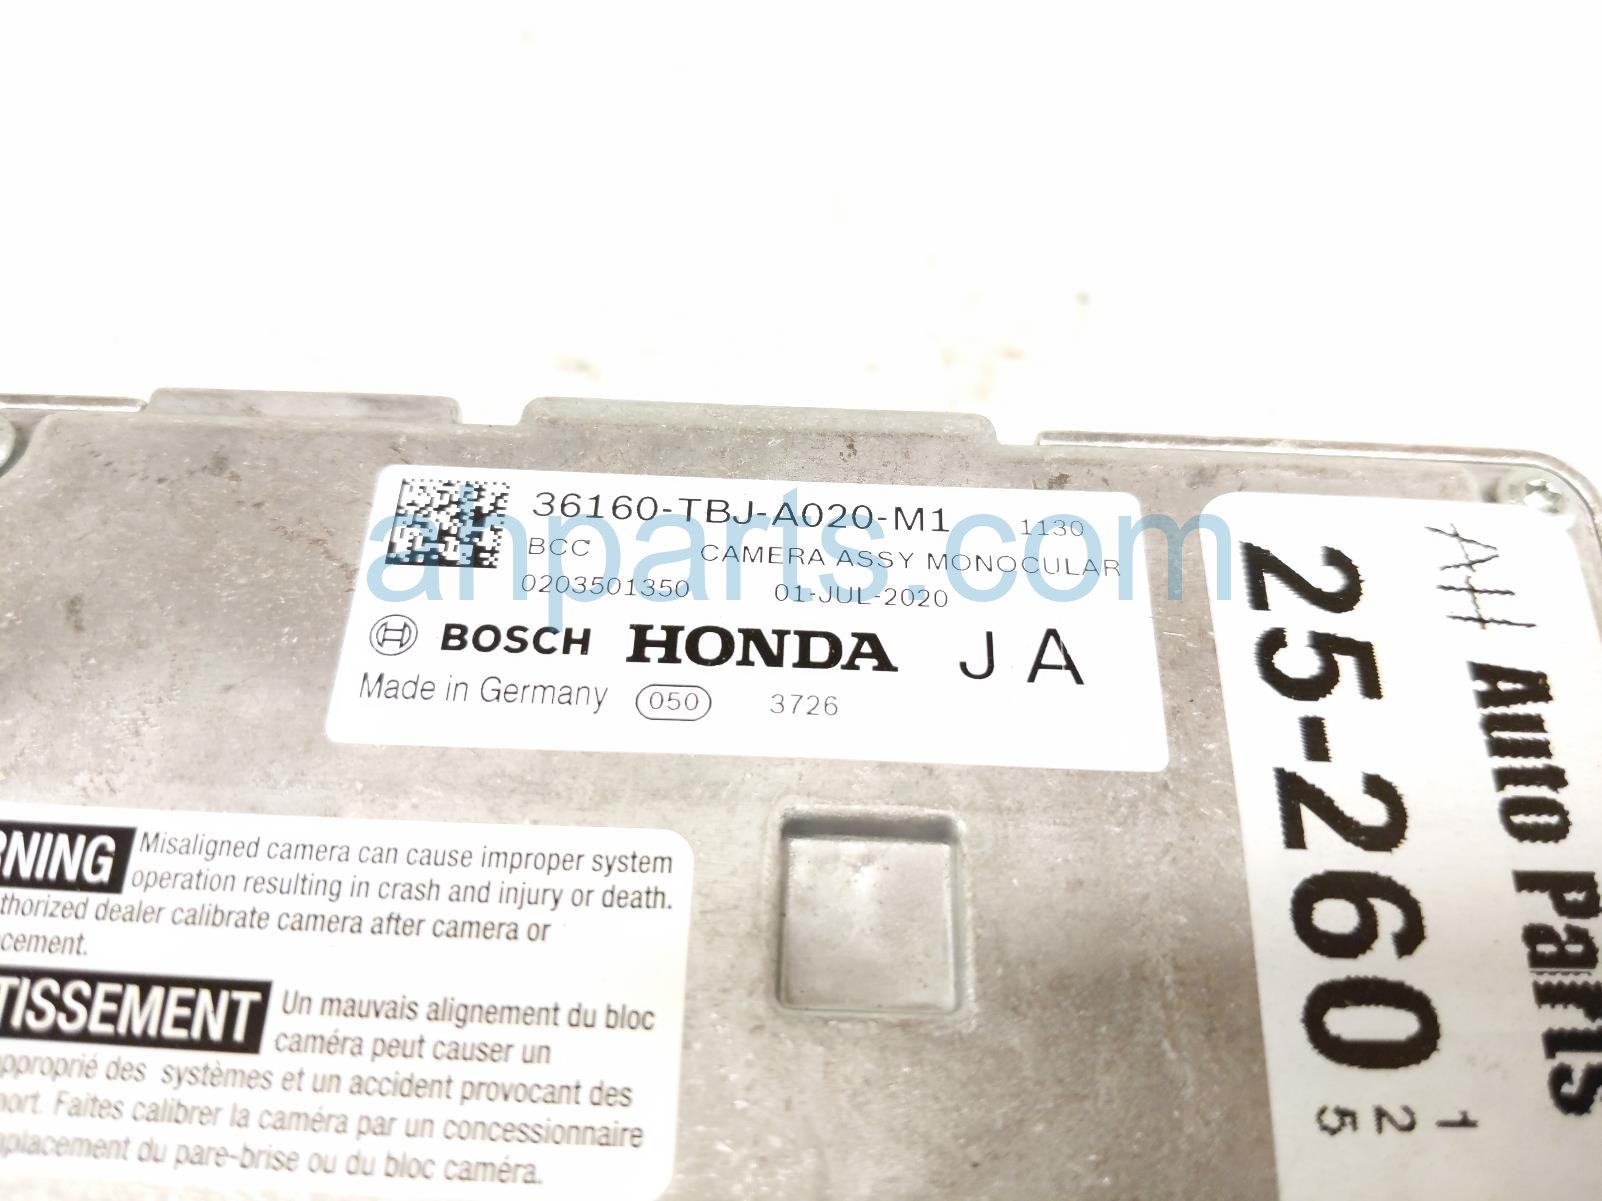 36160-TBJ-A020-M1 1130
BCC CAMERA ASSY MONOCULAR
0203501350 01-JUL-2020
BOSCH HONDA J A
Made in Germany 050 3726
ahparts.com
RNING Misaligned camera can cause improper system
operation resulting in crash and injury or death.
thorized dealer calibrate camera after camera or
cement.
TISSEMENT Un mauvais alignement du bloc
caméra peut causer un
pproprié des systèmes et un accident provocant des
ort. Faites calibrer la caméra par un concessionnaire
placement du pare-brise ou du bloc caméra.
AH Auto Parts
25-260
1
2
5